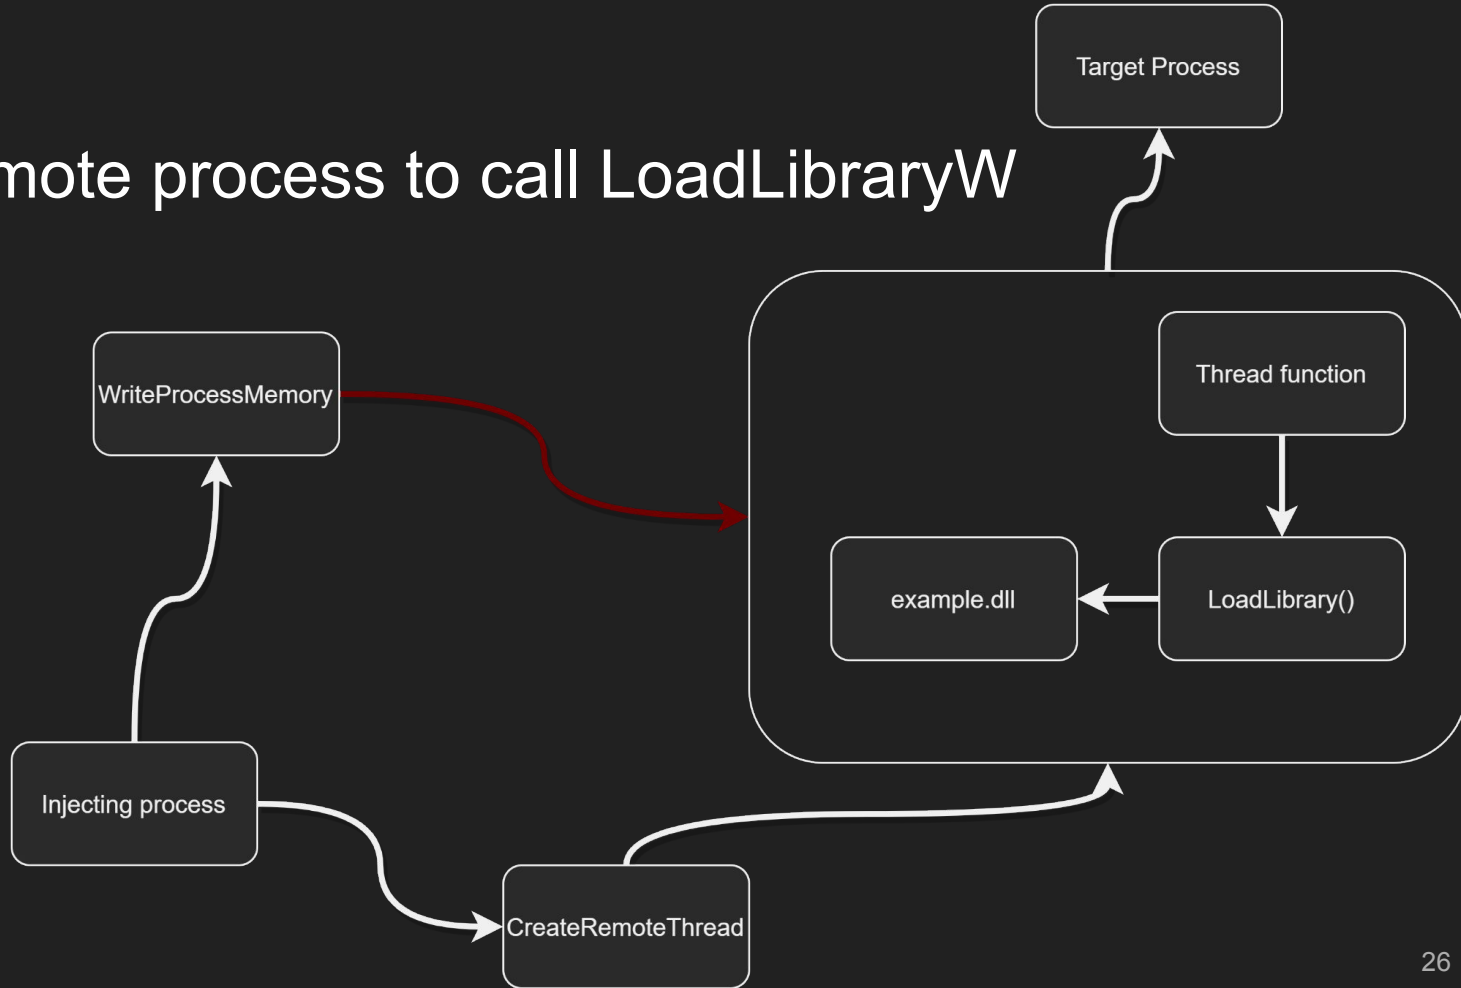 Target Process
mote process to call LoadLibraryW
Thread function
WriteProcessMemory
example.dll
LoadLibrary()
Injecting process
CreateRemoteThread
26